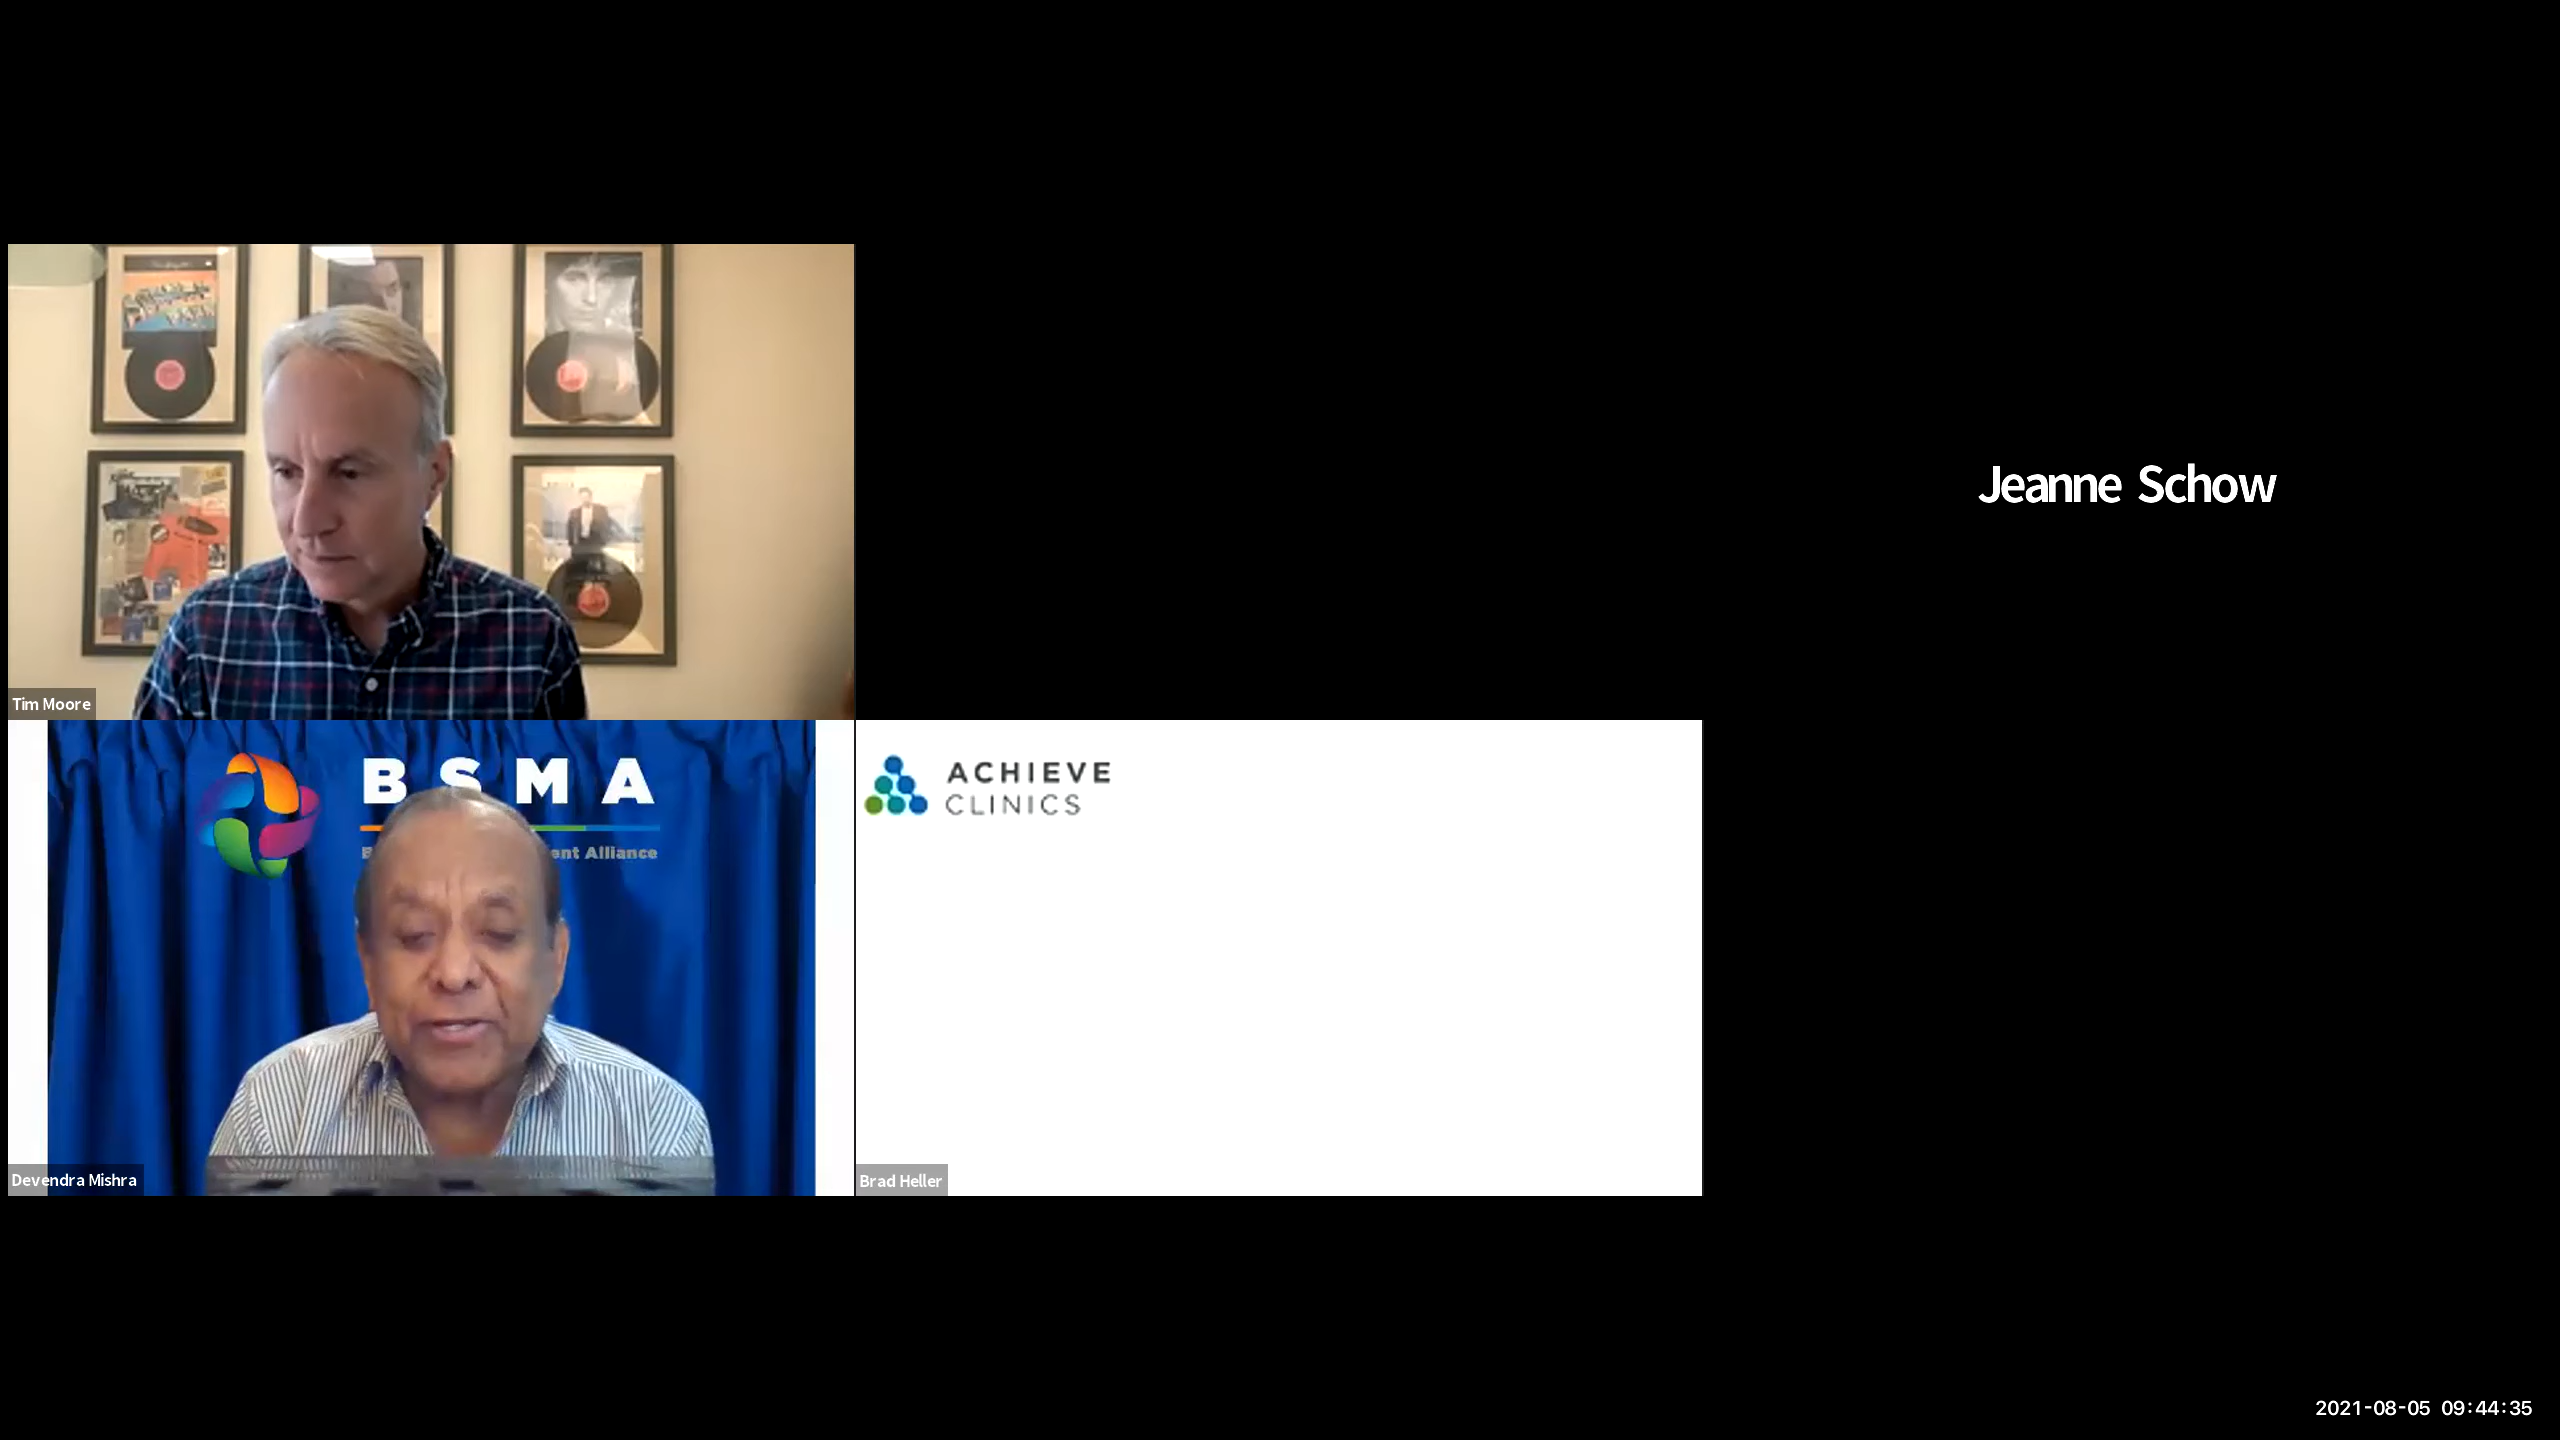 Tim Moore
Jeanne Schow
BSMA
ent Alliance
Devendra Mishra
ACHIEVE
CLINICS
Brad Heller
2021-08-05 09:44:35